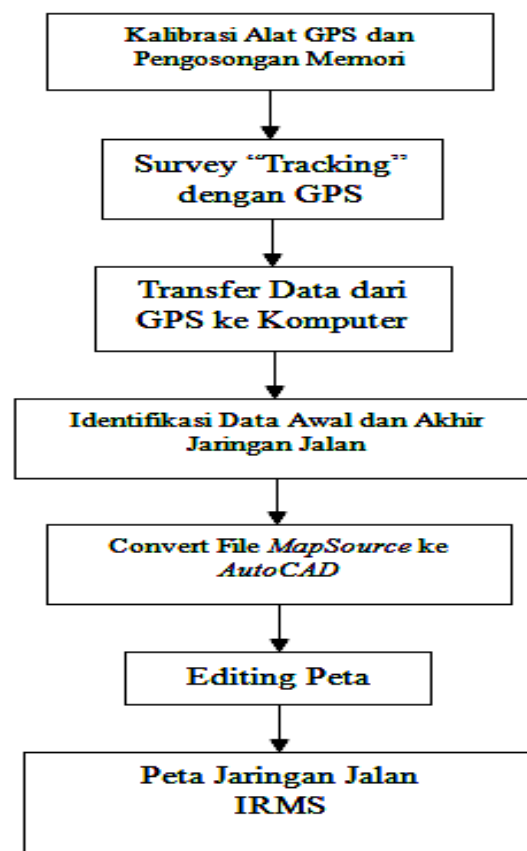 Kalibrasi Alat GPS dan
Pengosongan Memori
Survey “Tracking”
dengan GPS
Transfer Data dari
GPS ke Komputer
Identifikasi Data Awal dan Akhir
Jaringan Jalan
Convert File MapSource ke
AutoCAD
Editing Peta
Peta Jaringan Jalan
IRMS